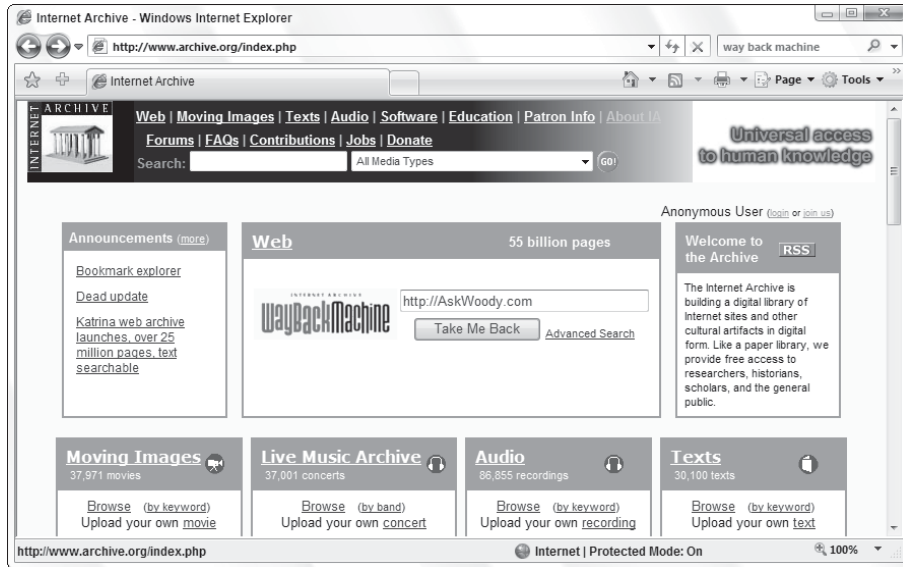 Internet Archive - Windows Internet Explorer
http://www.archive.org/index.php
way back machine
Internet Archive
Page
Tools
INTERNET ARCHIVE
Web | Moving Images | Texts | Audio | Software | Education | Patron Info | About IA
Forums | FAQs | Contributions | Jobs | Donate
Search:
All Media Types
GO!
Universal access
to human knowledge
Anonymous User (login or join us)
Announcements (more)
Bookmark explorer
Dead update
Katrina web archive
launches, over 25
million pages, text
searchable
Web
55 billion pages
INTERNET ARCHIVE
WayBackMachine
http://AskWoody.com
Take Me Back
Advanced Search
Welcome to
the Archive
RSS
The Internet Archive is
building a digital library of
Internet sites and other
cultural artifacts in digital
form. Like a paper library, we
provide free access to
researchers, historians,
scholars, and the general
public.
Moving Images
37,971 movies
Browse (by keyword)
Upload your own movie
Live Music Archive
37,001 concerts
Browse (by band)
Upload your own concert
Audio
86,855 recordings
Browse (by keyword)
Upload your own recording
Texts
30,100 texts
Browse (by keyword)
Upload your own text
http://www.archive.org/index.php
Internet | Protected Mode: On
100%